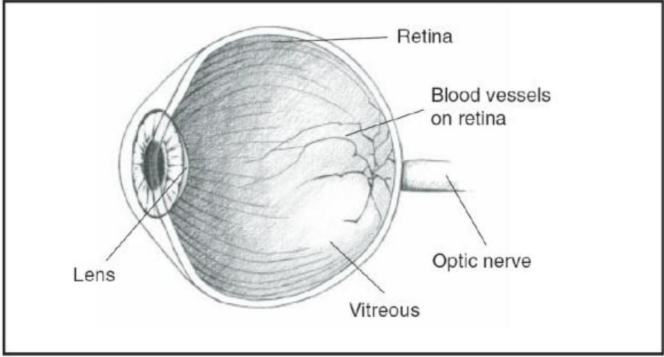 Retina
Blood vessels
on retina
Optic nerve
Lens
Vitreous